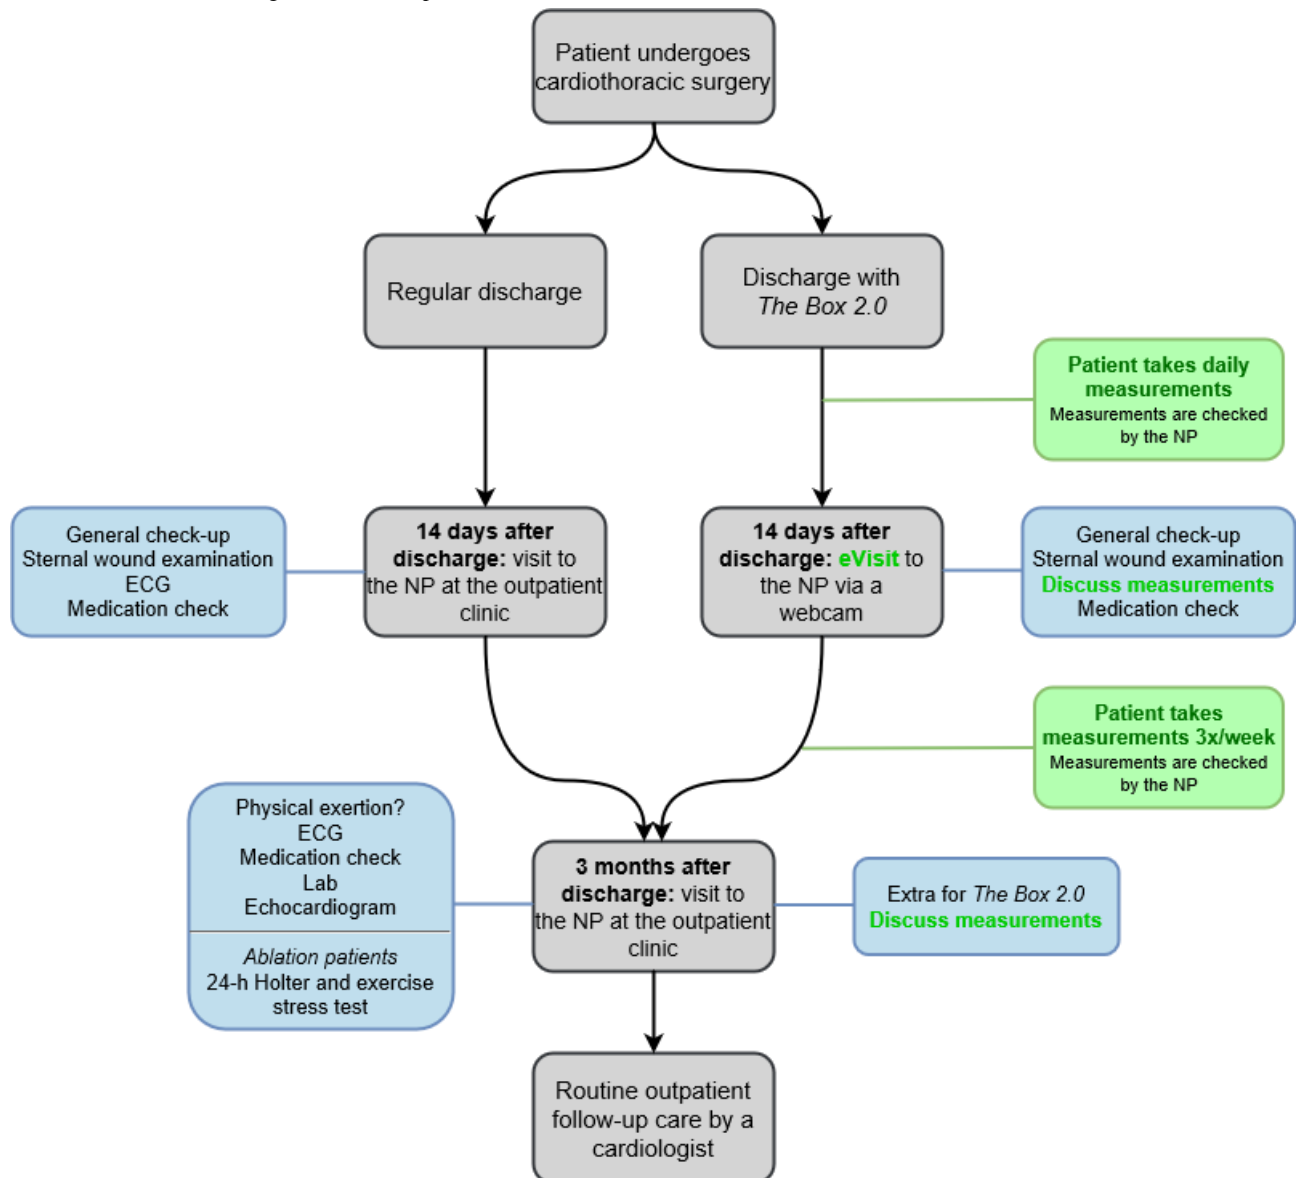 Patient undergoes
cardiothoracic surgery
Regular discharge
Discharge with
The Box 2.0
Patient takes daily
measurements
Measurements are checked
by the NP
General check-up
Sternal wound examination
ECG
Medication check
14 days after
discharge: visit to
the NP at the outpatient
clinic
14 days after
discharge: eVisit to
the NP via a
webcam
General check-up
Sternal wound examination
Discuss measurements
Medication check
Patient takes
measurements 3x/week
Measurements are checked
by the NP
Physical exertion?
ECG
Medication check
Lab
Echocardiogram
Ablation patients
24-h Holter and exercise
stress test
3 months after
discharge: visit to
the NP at the outpatient
clinic
Extra for The Box 2.0
Discuss measurements
Routine outpatient
follow-up care by a
cardiologist